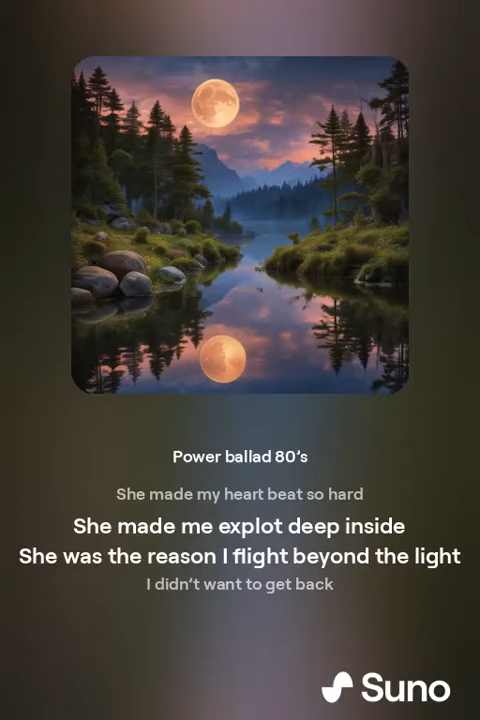 Power ballad 80's
She made my heart beat so hard
She made me explot deep inside
She was the reason I flight beyond the light
I didn't want to get back
Suno